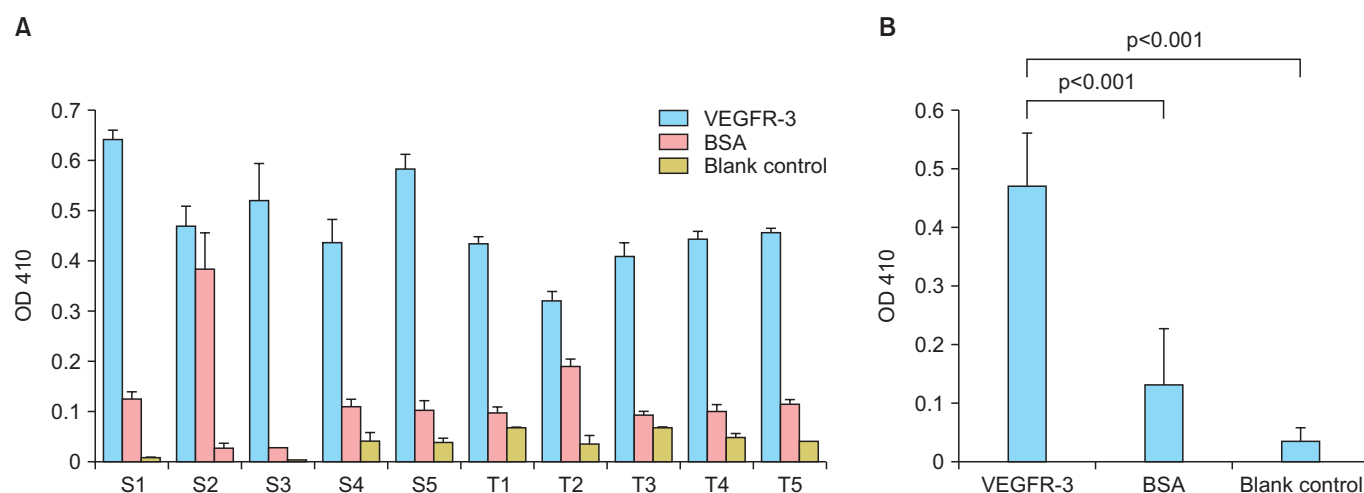 A
0.7
0.6
0.5
0.4
0.3
0.2
0.1
0
OD 410
VEGFR-3
BSA
Blank control
S1 S2 S3 S4 S5 T1 T2 T3 T4 T5
B
p<0.001
p<0.001
0.6
0.5
0.4
0.3
0.2
0.1
0
OD 410
VEGFR-3 BSA Blank control